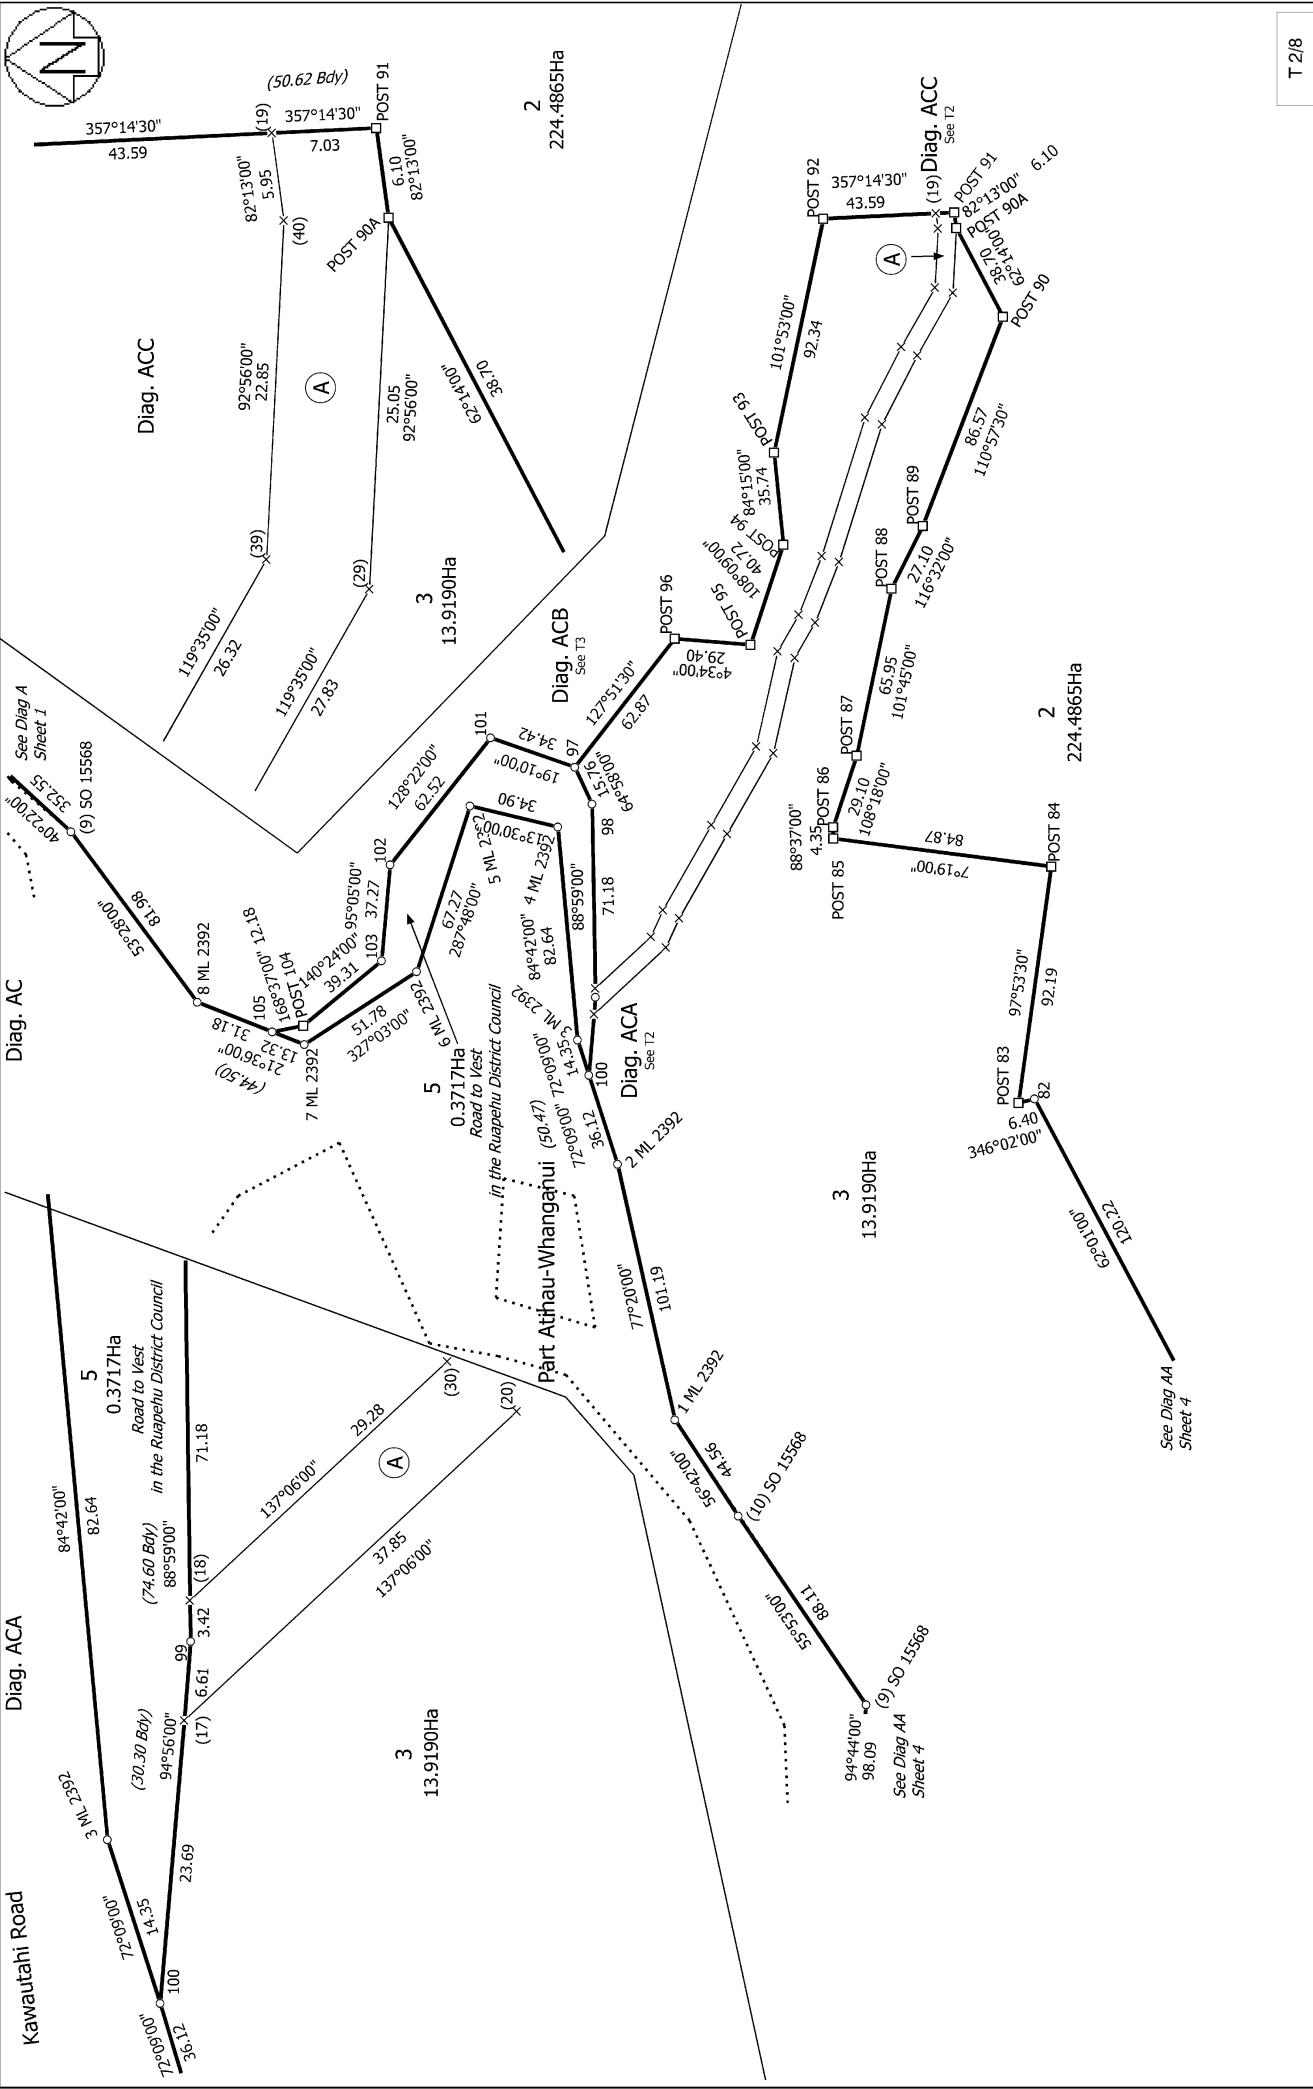 N
T 2/8
Diag. ACC
357°14'30"
43.59
(19)
357°14'30"
7.03
(50.62 Bdy)
POST 91
82°13'00"
5.95
(40)
6.10
82°13'00"
POST 90A
92°56'00"
22.85
A
25.05
92°56'00"
(39)
(29)
119°35'00"
26.32
119°35'00"
27.83
62°14'00"
38.70
3
13.9190Ha
2
224.4865Ha
Diag. AC
See Diag A
Sheet 1
40°22'00"
352.55
(9) SO 15568
53°28'00"
81.98
8 ML 2392
31.18
21°36'00"
13.32
(44.50)
105
168°37'00" 12.18
POST 104
7 ML 2392
140°24'00"
39.31
103
95°05'00"
37.27
102
128°22'00"
62.52
101
34.42
19°10'00"
97
51.78
327°03'00"
6 ML 2392
67.27
287°48'00"
5 ML 2392
34.90
13°30'00"
4 ML 2392
84°42'00"
82.64
88°59'00"
71.18
98
15.76
64°58'00"
Diag. ACB
See T3
127°51'30"
62.87
POST 96
29.40
4°34'00"
POST 95
108°09'00"
40.72
POST 94
84°15'00"
35.74
POST 93
101°53'00"
92.34
POST 92
357°14'30"
43.59
(19)
Diag. ACC
See T2
POST 91
82°13'00" 6.10
POST 90A
38.70
62°14'00"
POST 90
A
86.57
110°57'30"
POST 89
27.10
116°32'00"
POST 88
65.95
101°45'00"
POST 87
29.10
108°18'00"
POST 86
88°37'00"
4.35
POST 85
84.87
7°19'00"
POST 84
97°53'30"
92.19
POST 83
82
6.40
346°02'00"
62°01'00"
120.22
See Diag AA
Sheet 4
2
224.4865Ha
3
13.9190Ha
5
0.3717Ha
Road to Vest
in the Ruapehu District Council
3 ML 2392
72°09'00"
14.35
100
Diag. ACA
See T2
(50.47)
72°09'00"
72°09'00"
36.12
2 ML 2392
Part Atihau-Whanganui
77°20'00"
101.19
1 ML 2392
56°42'00"
44.56
(10) SO 15568
55°53'00"
88.11
(9) SO 15568
94°44'00"
98.09
See Diag AA
Sheet 4
Kawautahi Road
Diag. ACA
84°42'00"
82.64
5
0.3717Ha
Road to Vest
in the Ruapehu District Council
71.18
(74.60 Bdy)
88°59'00"
(18)
3.42
99
6.61
(17)
(30.30 Bdy)
94°56'00"
23.69
3 ML 2392
72°09'00"
14.35
100
72°09'00"
36.12
137°06'00"
29.28
(30)
A
(20)
37.85
137°06'00"
3
13.9190Ha